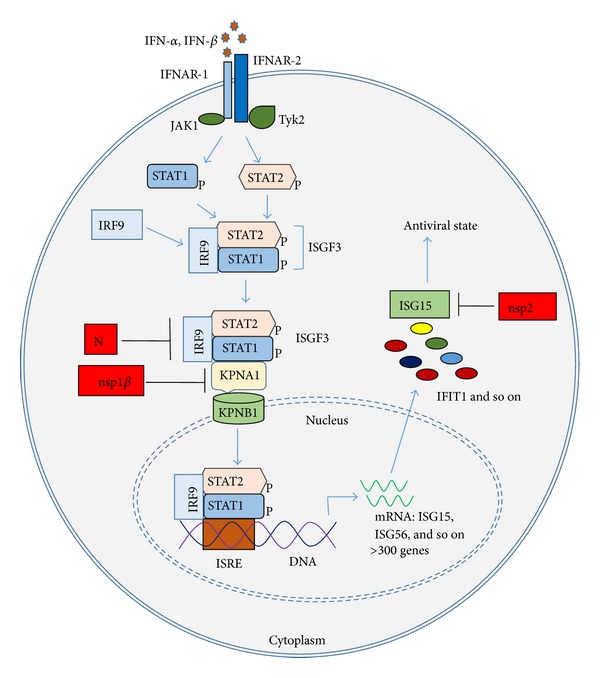 IFN-α, IFN-β
IFNAR-1
IFNAR-2
JAK1
Tyk2
STAT1
P
STAT2
P
IRF9
IRF9
STAT2
P
STAT1
P
ISGF3
Antiviral state
ISG15
nsp2
N
IRF9
STAT2
P
STAT1
P
ISGF3
nsp1β
KPNA1
KPNB1
IFIT1 and so on
Nucleus
IRF9
STAT2
P
STAT1
P
ISRE
DNA
mRNA: ISG15,
ISG56, and so on
>300 genes
Cytoplasm